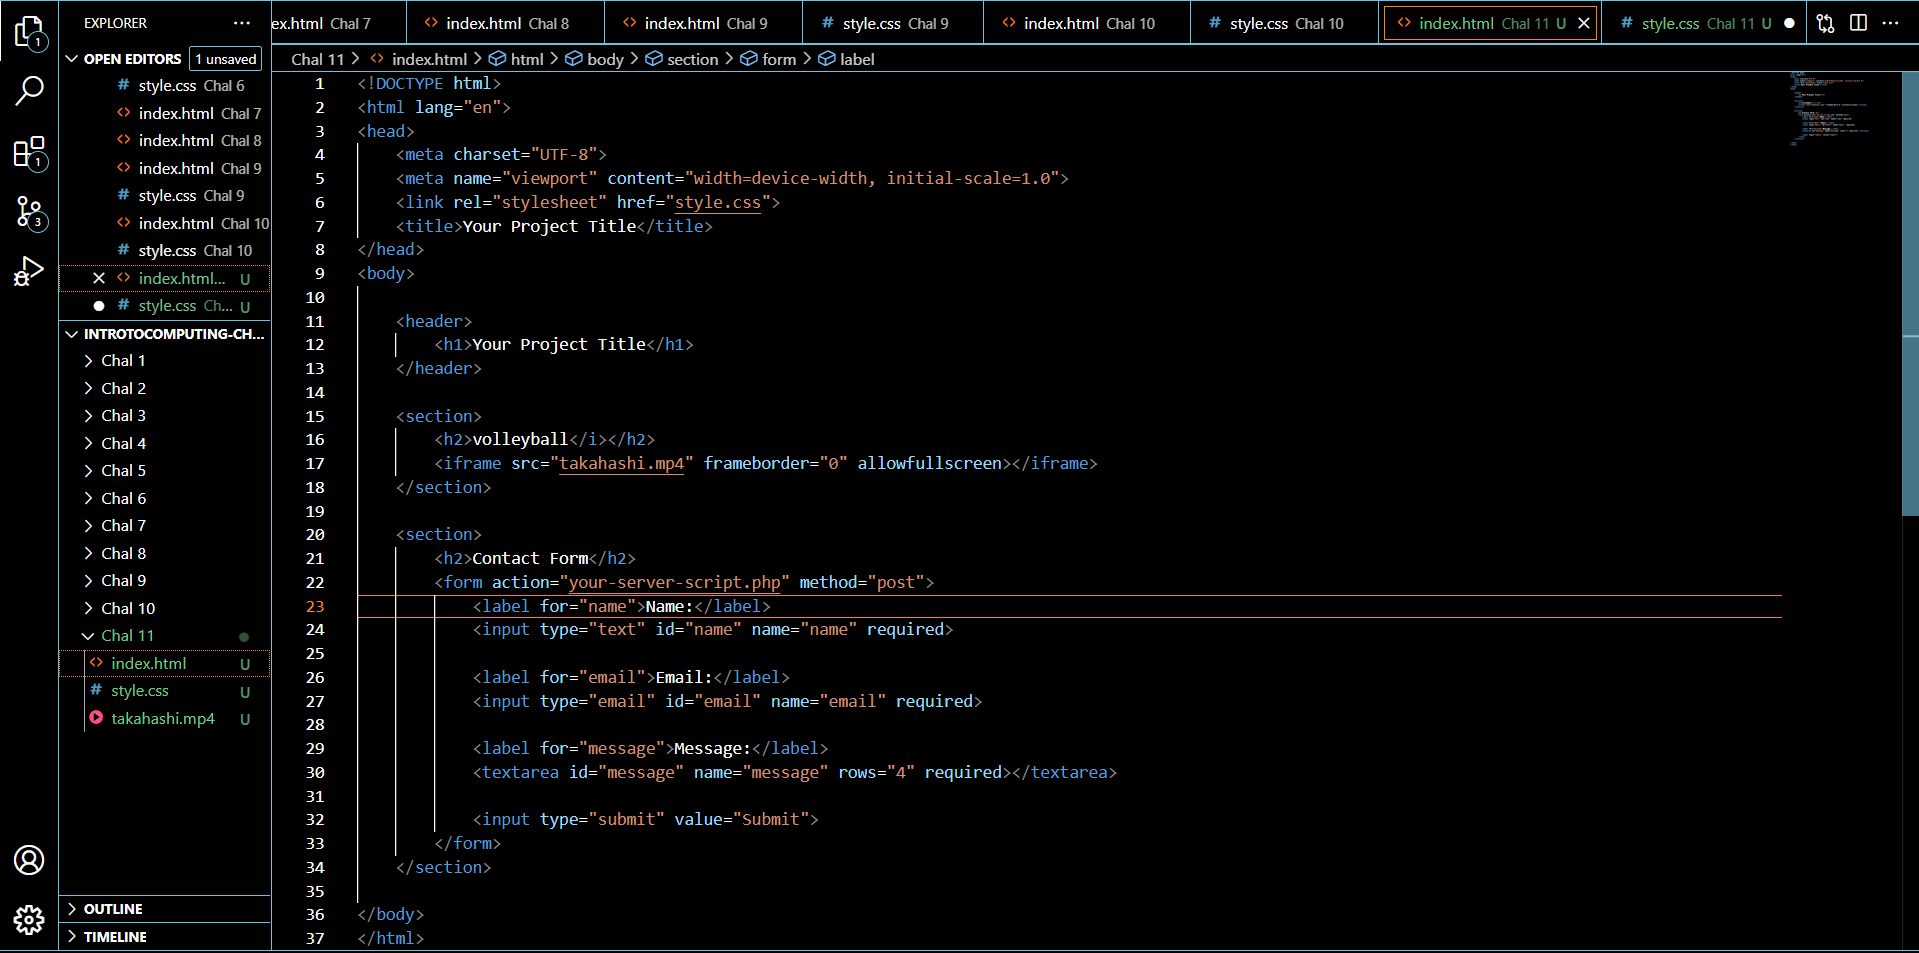 EXPLORER ···
OPEN EDITORS 1 unsaved
# style.css Chal 6
<> index.html Chal 7
<> index.html Chal 8
<> index.html Chal 9
# style.css Chal 9
<> index.html Chal 10
# style.css Chal 10
<> index.html... U
# style.css Ch... U
INTROTOCOMPUTING-CH...
Chal 1
Chal 2
Chal 3
Chal 4
Chal 5
Chal 6
Chal 7
Chal 8
Chal 9
Chal 10
Chal 11
<> index.html U
# style.css U
takahashi.mp4 U
OUTLINE
TIMELINE
1
1
3
ex.html Chal 7 <> index.html Chal 8 <> index.html Chal 9 # style.css Chal 9 <> index.html Chal 10 # style.css Chal 10 <> index.html Chal 11 U # style.css Chal 11 U ···
Chal 11 > <> index.html > html > body > section > form > label
1 <!DOCTYPE html>
2 <html lang="en">
3 <head>
4 <meta charset="UTF-8">
5 <meta name="viewport" content="width=device-width, initial-scale=1.0">
6 <link rel="stylesheet" href="style.css">
7 <title>Your Project Title</title>
8 </head>
9 <body>
10
11 <header>
12 <h1>Your Project Title</h1>
13 </header>
14
15 <section>
16 <h2>volleyball</i></h2>
17 <iframe src="takahashi.mp4" frameborder="0" allowfullscreen></iframe>
18 </section>
19
20 <section>
21 <h2>Contact Form</h2>
22 <form action="your-server-script.php" method="post">
23 <label for="name">Name:</label>
24 <input type="text" id="name" name="name" required>
25
26 <label for="email">Email:</label>
27 <input type="email" id="email" name="email" required>
28
29 <label for="message">Message:</label>
30 <textarea id="message" name="message" rows="4" required></textarea>
31
32 <input type="submit" value="Submit">
33 </form>
34 </section>
35
36 </body>
37 </html>